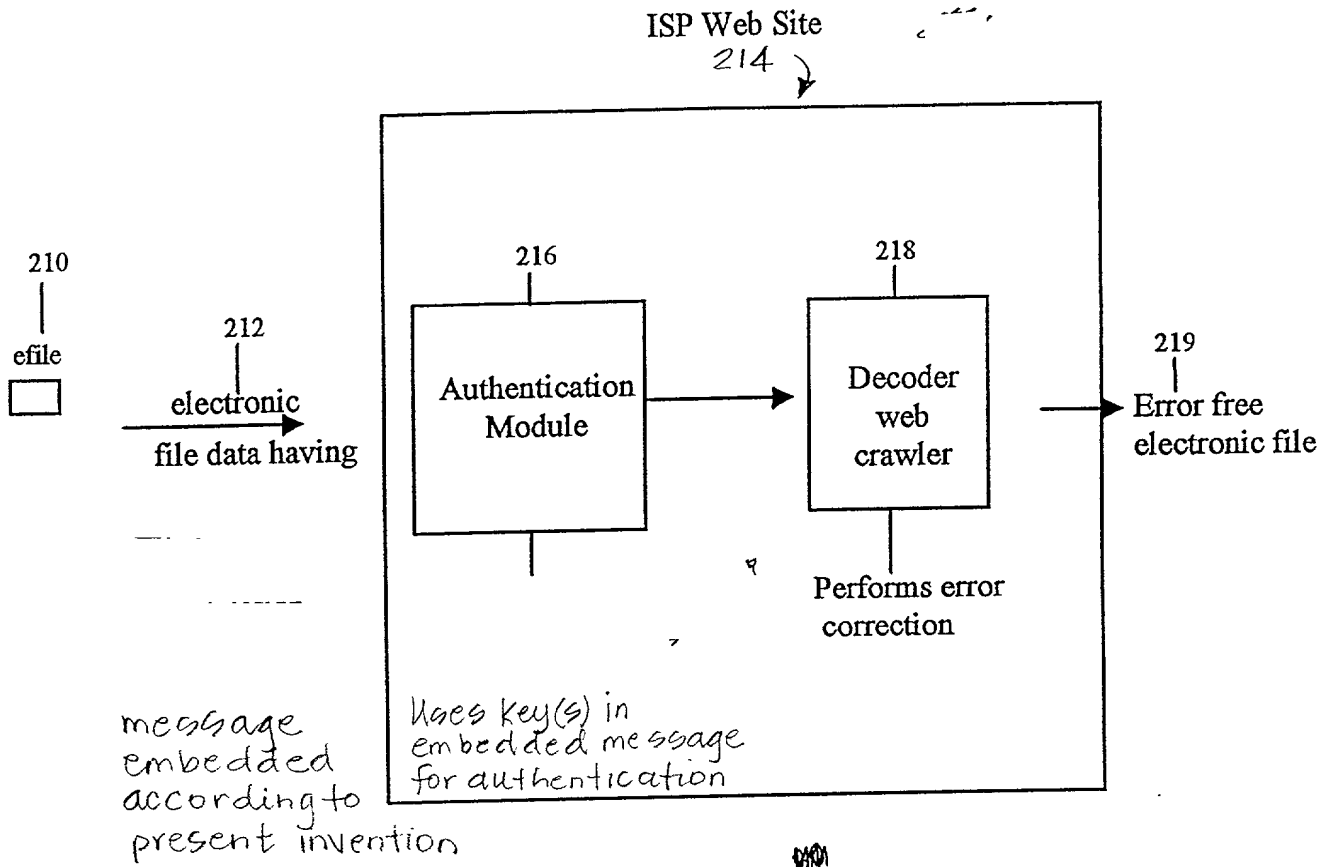 ISP Web Site
214
210
efile
212
electronic
file data having
message
embedded
according to
present invention
216
Authentication
Module
Uses key(s) in
embedded message
for authentication
218
Decoder
web
crawler
Performs error
correction
219
Error free
electronic file